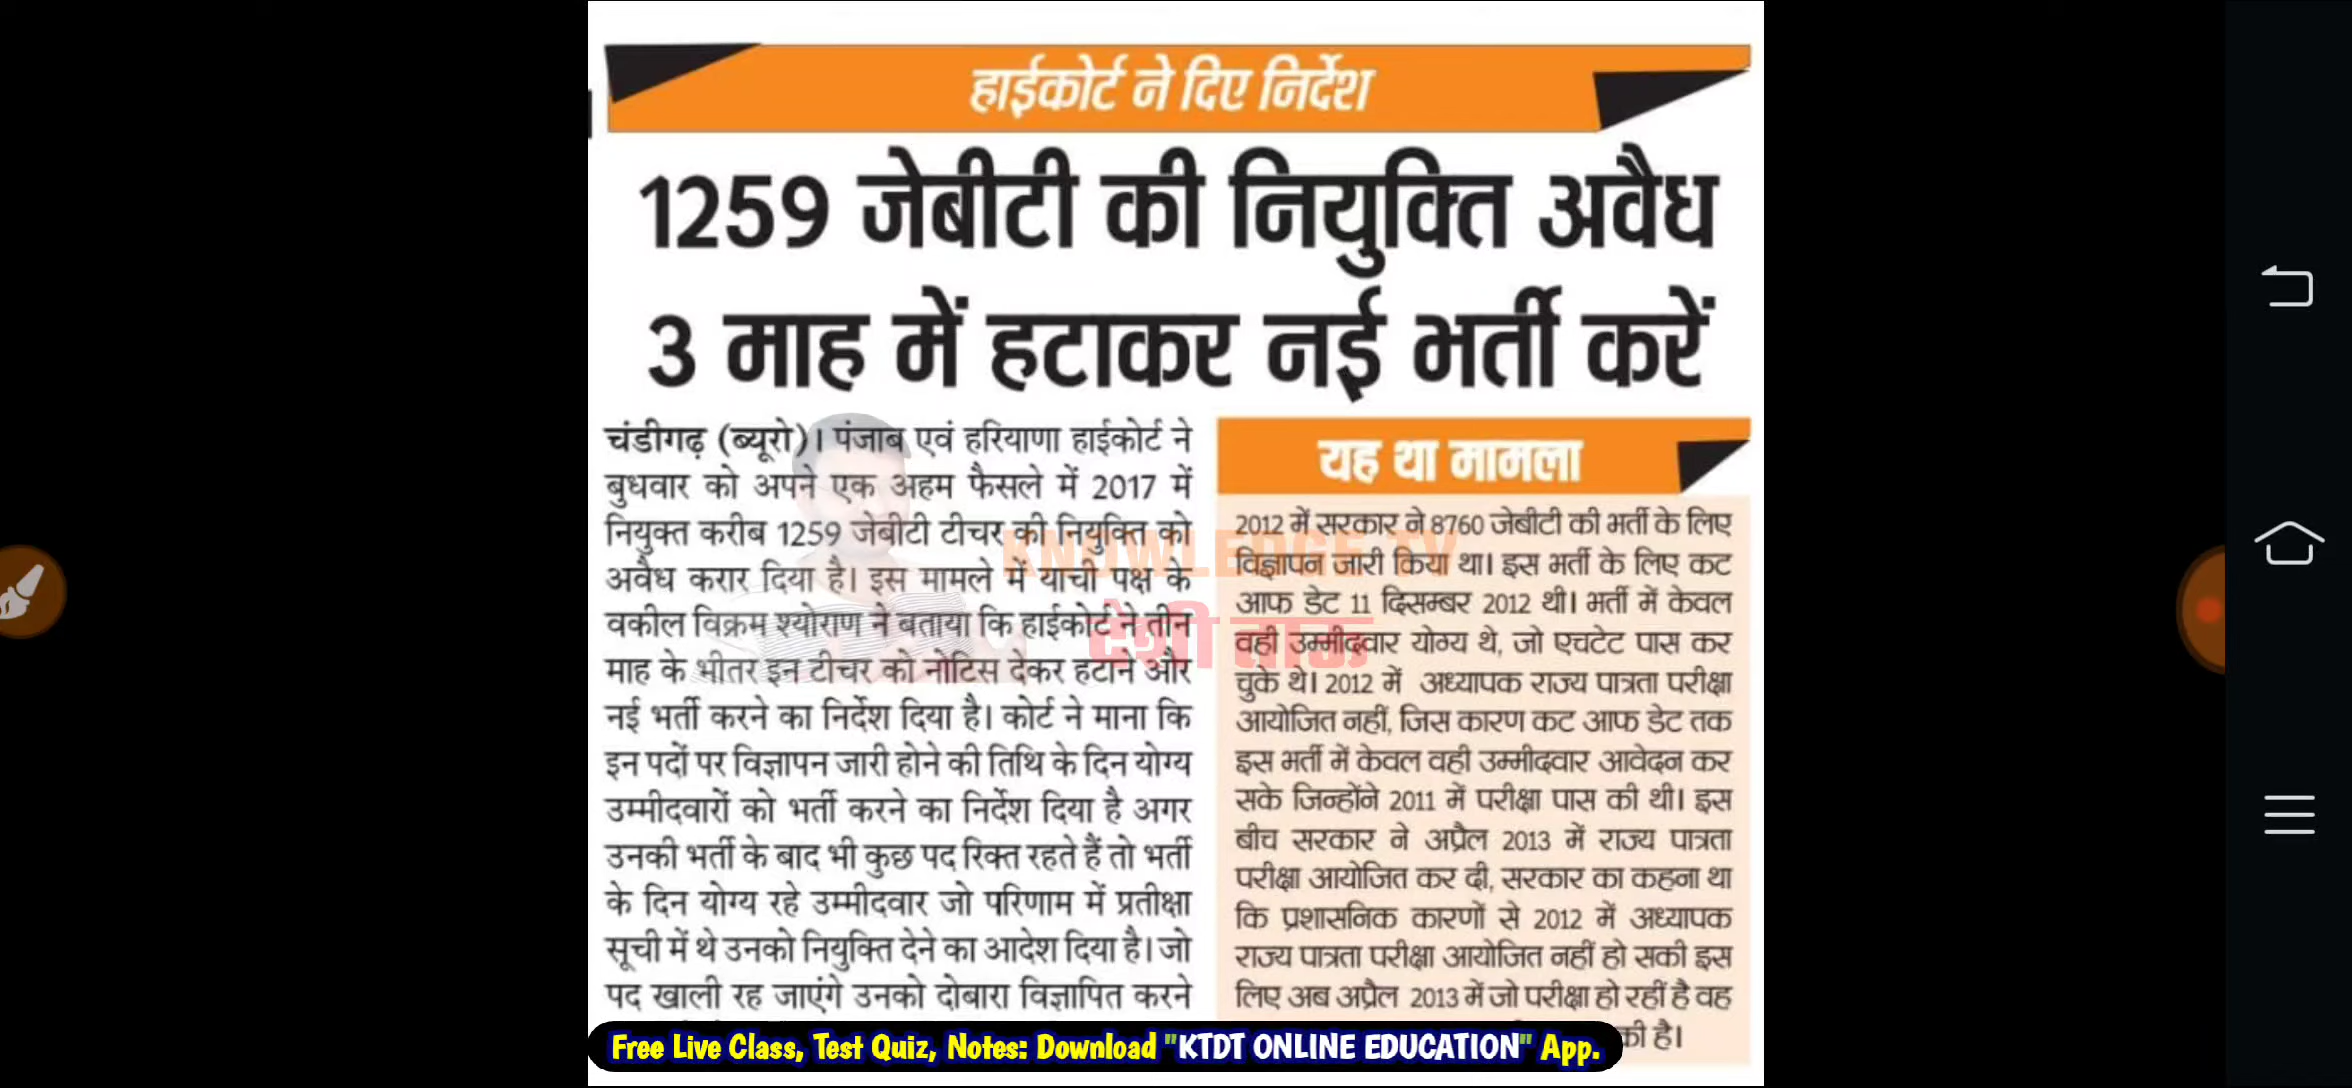 हाईकोर्ट ने दिए निर्देश
1259 जेबीटी की नियुक्ति अवैध
3 माह में हटाकर नई भर्ती करें
चंडीगढ़ (ब्यूरो)। पंजाब एवं हरियाणा हाईकोर्ट ने
बुधवार को अपने एक अहम फैसले में 2017 में
नियुक्त करीब 1259 जेबीटी टीचर की नियुक्ति को
अवैध करार दिया है। इस मामले में याची पक्ष के
वकील विक्रम श्योराण ने बताया कि हाईकोर्ट ने तीन
माह के भीतर इन टीचर को नोटिस देकर हटाने और
नई भर्ती करने का निर्देश दिया है। कोर्ट ने माना कि
इन पदों पर विज्ञापन जारी होने की तिथि के दिन योग्य
उम्मीदवारों को भर्ती करने का निर्देश दिया है अगर
उनकी भर्ती के बाद भी कुछ पद रिक्त रहते हैं तो भर्ती
के दिन योग्य रहे उम्मीदवार जो परिणाम में प्रतीक्षा
सूची में थे उनको नियुक्ति देने का आदेश दिया है। जो
पद खाली रह जाएंगे उनको दोबारा विज्ञापित करने
यह था मामला
2012 में सरकार ने 8760 जेबीटी की भर्ती के लिए
विज्ञापन जारी किया था। इस भर्ती के लिए कट
आफ डेट 11 दिसम्बर 2012 थी। भर्ती में केवल
वही उम्मीदवार योग्य थे, जो एचटेट पास कर
चुके थे। 2012 में अध्यापक राज्य पात्रता परीक्षा
आयोजित नहीं, जिस कारण कट आफ डेट तक
इस भर्ती में केवल वही उम्मीदवार आवेदन कर
सके जिन्होंने 2011 में परीक्षा पास की थी। इस
बीच सरकार ने अप्रैल 2013 में राज्य पात्रता
परीक्षा आयोजित कर दी, सरकार का कहना था
कि प्रशासनिक कारणों से 2012 में अध्यापक
राज्य पात्रता परीक्षा आयोजित नहीं हो सकी इस
लिए अब अप्रैल 2013 में जो परीक्षा हो रहीं है वह
की है।
KNOWLEDGE TV
देशी ताऊ
Free Live Class, Test Quiz, Notes: Download "KTDT ONLINE EDUCATION" App.